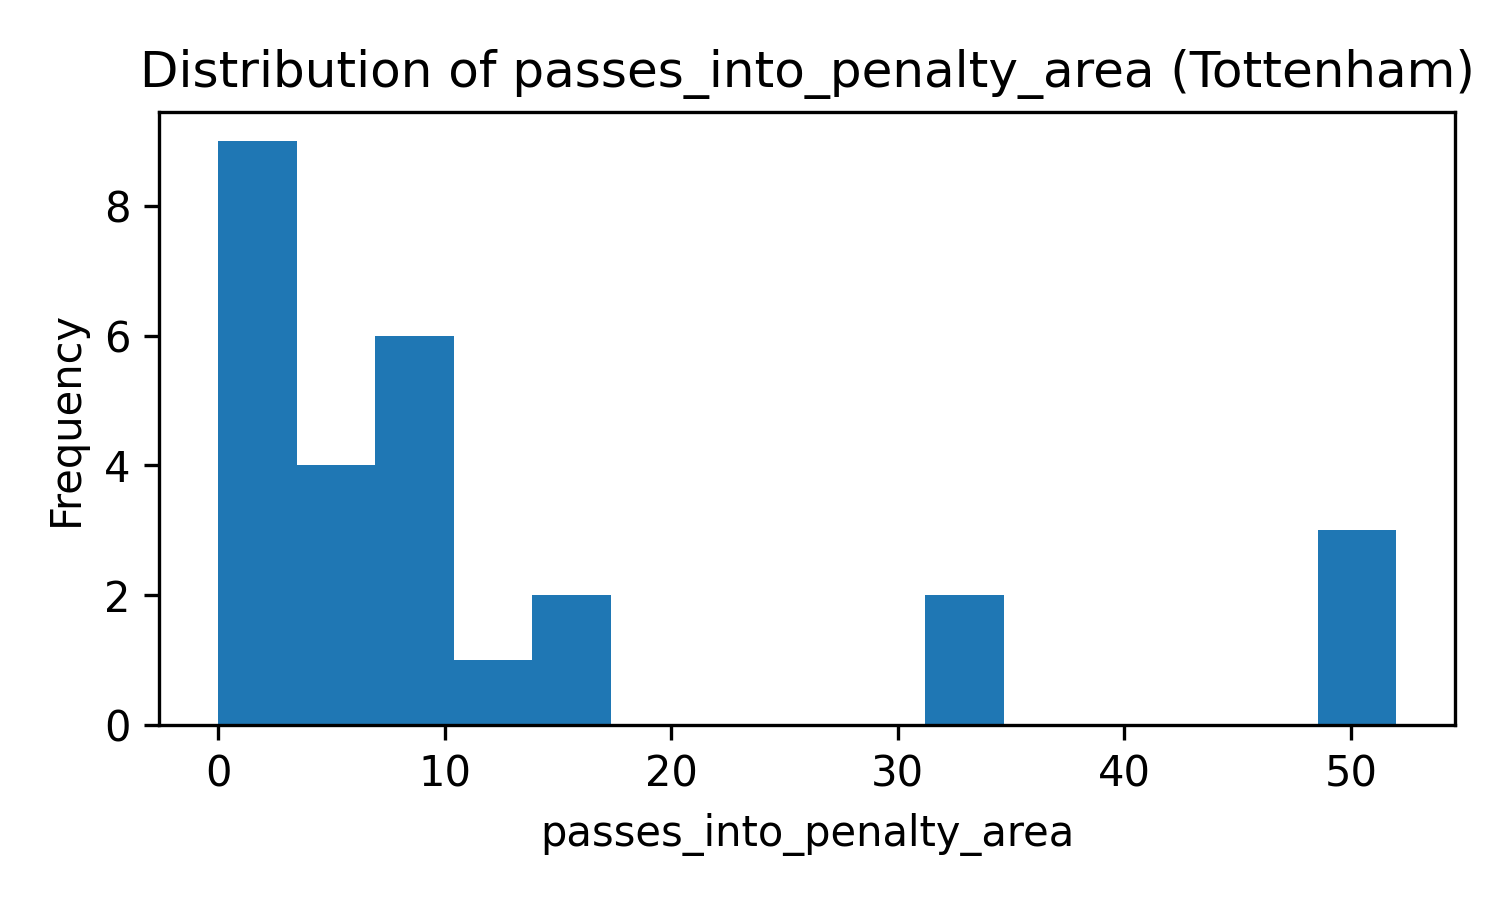 Distribution of passes_into_penalty_area (Tottenham)
Frequency
8
6
4
2
0
0 10 20 30 40 50
passes_into_penalty_area